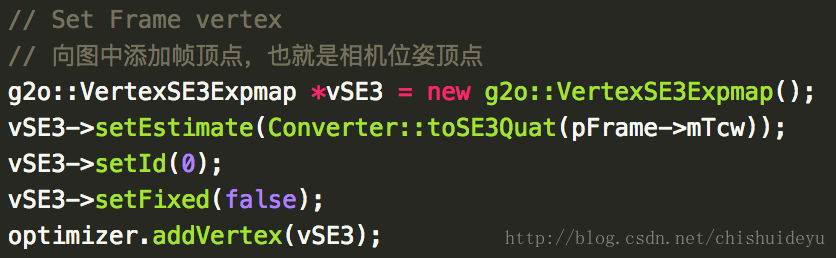 // Set Frame vertex
// 向图中添加帧顶点，也就是相机位姿顶点
g2o::VertexSE3Expmap *vSE3 = new g2o::VertexSE3Expmap();
vSE3->setEstimate(Converter::toSE3Quat(pFrame->mTcw));
vSE3->setId(0);
vSE3->setFixed(false);
optimizer.addVertex(vSE3);
http://blog.csdn.net/chishuideyu